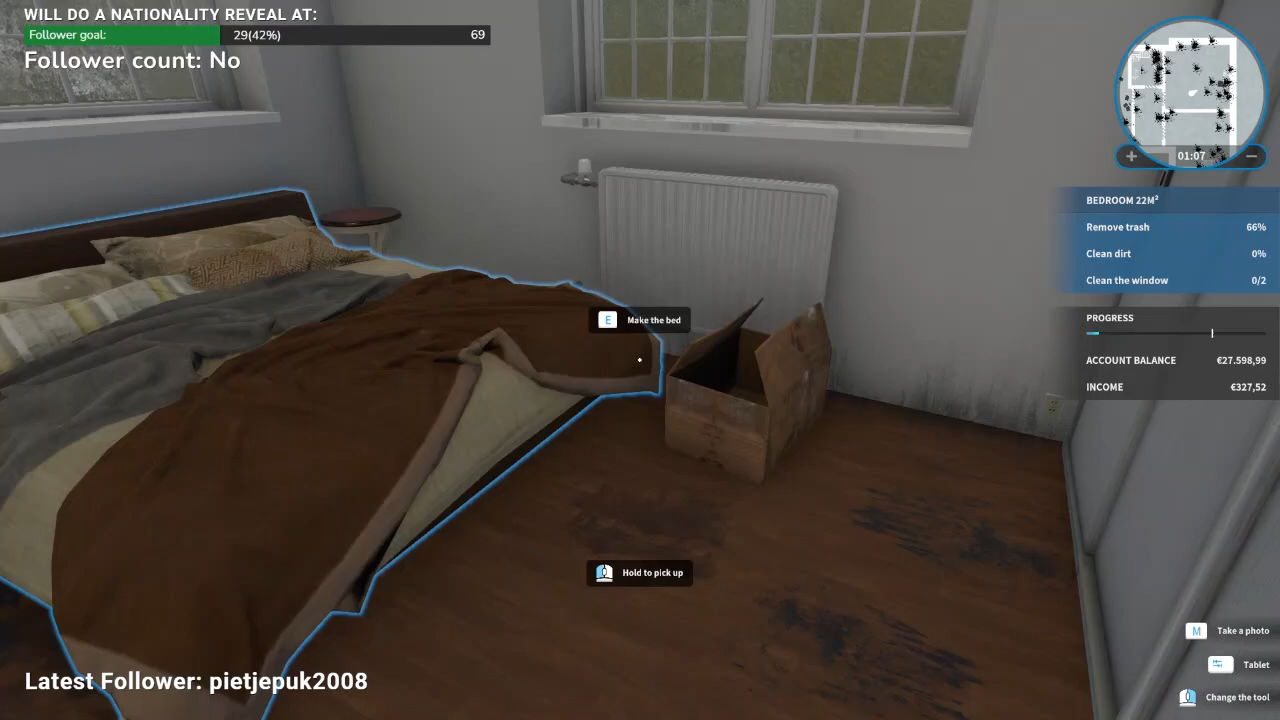 WILL DO A NATIONALITY REVEAL AT:
Follower goal: 29(42%) 69
Follower count: No
01:07
BEDROOM 22M²
Remove trash 66%
Clean dirt 0%
Clean the window 0/2
PROGRESS
ACCOUNT BALANCE €27.598,99
INCOME €327,52
E Make the bed
Hold to pick up
M Take a photo
Tablet
Change the tool
Latest Follower: pietjepuk2008